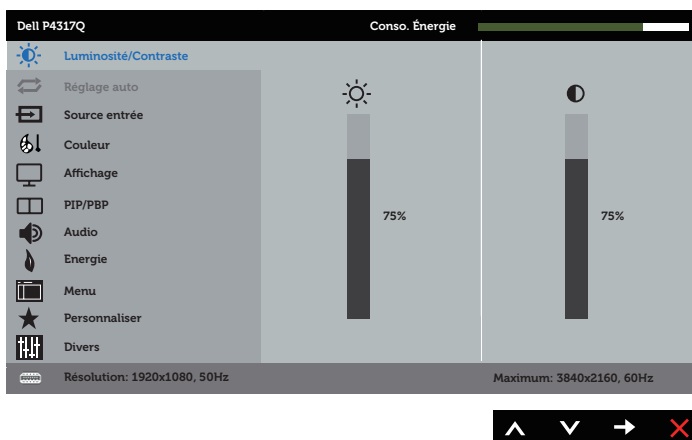 Dell P4317Q Conso. Énergie
Luminosité/Contraste
Réglage auto
Source entrée
Couleur
Affichage
PIP/PBP
75% 75%
Audio
Energie
Menu
Personnaliser
Divers
Résolution: 1920x1080, 50Hz Maximum: 3840x2160, 60Hz